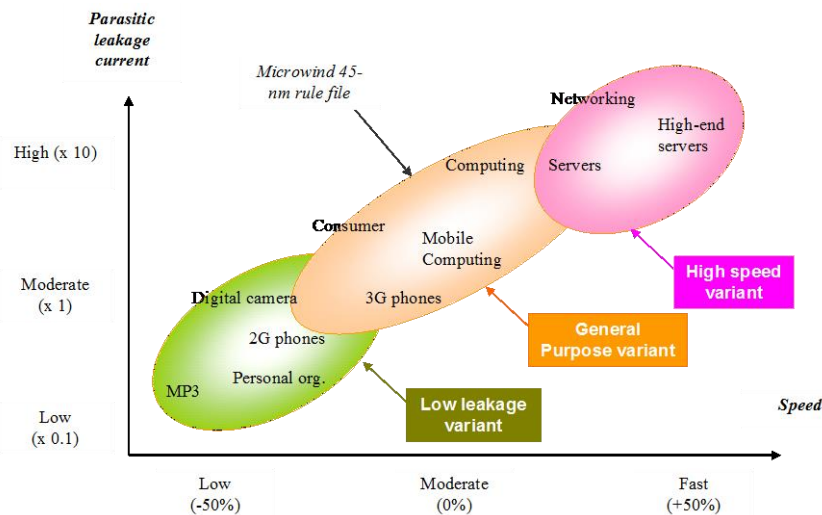 Parasitic
leakage
current
Microwind 45-
nm rule file
Networking
High-end
servers
High (x 10)
Computing
Servers
Consumer
Mobile
Computing
High speed
variant
Moderate
(x 1)
Digital camera
3G phones
2G phones
General
Purpose variant
Personal org.
MP3
Low leakage
variant
Speed
Low
(x 0.1)
Low
(-50%)
Moderate
(0%)
Fast
(+50%)